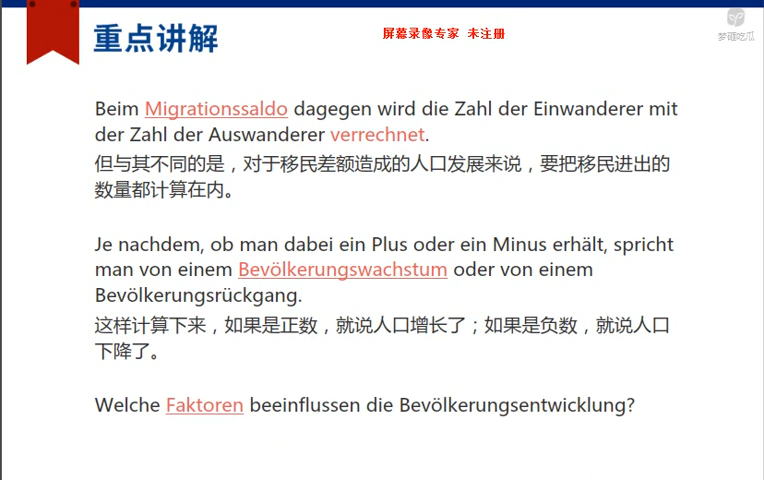 重点讲解
屏幕录像专家 未注册
梦砸吃瓜
Beim Migrationssaldo dagegen wird die Zahl der Einwanderer mit
der Zahl der Auswanderer verrechnet.
但与其不同的是，对于移民差额造成的人口发展来说，要把移民进出的
数量都计算在内。
Je nachdem, ob man dabei ein Plus oder ein Minus erhält, spricht
man von einem Bevölkerungswachstum oder von einem
Bevölkerungsrückgang.
这样计算下来，如果是正数，就说人口增长了；如果是负数，就说人口
下降了。
Welche Faktoren beeinflussen die Bevölkerungsentwicklung?